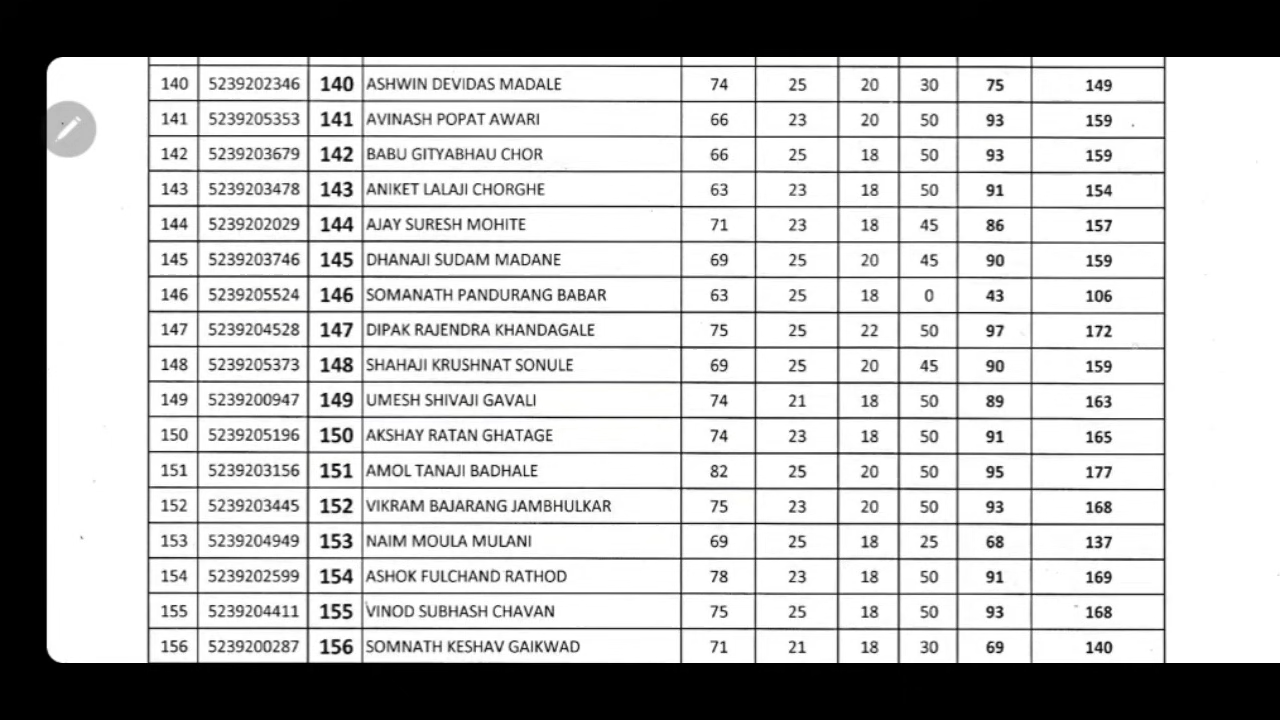 140 5239202346 140 ASHWIN DEVIDAS MADALE 74 25 20 30 75 149
141 5239205353 141 AVINASH POPAT AWARI 66 23 20 50 93 159
142 5239203679 142 BABU GITYABHAU CHOR 66 25 18 50 93 159
143 5239203478 143 ANIKET LALAJI CHORGHE 63 23 18 50 91 154
144 5239202029 144 AJAY SURESH MOHITE 71 23 18 45 86 157
145 5239203746 145 DHANAJI SUDAM MADANE 69 25 20 45 90 159
146 5239205524 146 SOMANATH PANDURANG BABAR 63 25 18 0 43 106
147 5239204528 147 DIPAK RAJENDRA KHANDAGALE 75 25 22 50 97 172
148 5239205373 148 SHAHAJI KRUSHNAT SONULE 69 25 20 45 90 159
149 5239200947 149 UMESH SHIVAJI GAVALI 74 21 18 50 89 163
150 5239205196 150 AKSHAY RATAN GHATAGE 74 23 18 50 91 165
151 5239203156 151 AMOL TANAJI BADHALE 82 25 20 50 95 177
152 5239203445 152 VIKRAM BAJARANG JAMBHULKAR 75 23 20 50 93 168
153 5239204949 153 NAIM MOULA MULANI 69 25 18 25 68 137
154 5239202599 154 ASHOK FULCHAND RATHOD 78 23 18 50 91 169
155 5239204411 155 VINOD SUBHASH CHAVAN 75 25 18 50 93 168
156 5239200287 156 SOMNATH KESHAV GAIKWAD 71 21 18 30 69 140